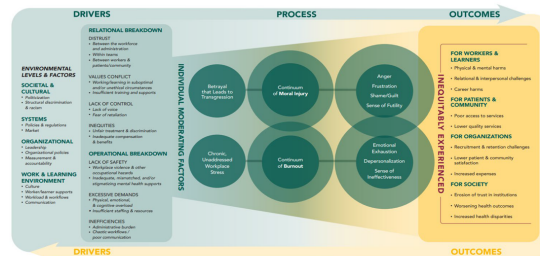 DRIVERS
PROCESS
OUTCOMES
ENVIRONMENTAL
LEVELS & FACTORS
SOCIETAL &
CULTURAL
• Politicization
• Structural discrimination
& racism
SYSTEMS
• Policies & regulations
• Market
ORGANIZATIONAL
• Leadership
• Organizational policies
• Measurement &
accountability
WORK & LEARNING
ENVIRONMENT
• Culture
• Worker/learner supports
• Workload & workflows
• Communication
RELATIONAL BREAKDOWN
DISTRUST
• Between the workforce
and administration
• Within teams
• Between workers &
patients/community
VALUES CONFLICT
• Working/learning in suboptimal
and/or unethical circumstances
• Insufficient training and supports
LACK OF CONTROL
• Lack of voice
• Fear of retaliation
INEQUITIES
• Unfair treatment & discrimination
• Inadequate compensation
& benefits
OPERATIONAL BREAKDOWN
LACK OF SAFETY
• Workplace violence & other
occupational hazards
• Inadequate, mismatched, and/or
stigmatizing mental health supports
EXCESSIVE DEMANDS
• Physical, emotional,
& cognitive overload
• Insufficient staffing & resources
INEFFICIENCIES
• Administrative burden
• Chaotic workflows/
poor communication
INDIVIDUAL MODERATING FACTORS
Betrayal
that Leads to
Transgression
Continuum
of Moral Injury
Anger
Frustration
Shame/Guilt
Sense of Futility
Chronic,
Unaddressed
Workplace
Stress
Continuum
of Burnout
Emotional
Exhaustion
Depersonalization
Sense of
Ineffectiveness
INEQUITABLY EXPERIENCED
FOR WORKERS &
LEARNERS
• Physical & mental harms
• Relational & interpersonal challenges
• Career harms
FOR PATIENTS &
COMMUNITY
• Poor access to services
• Lower quality services
FOR ORGANIZATIONS
• Recruitment & retention challenges
• Lower patient & community
satisfaction
• Increased expenses
FOR SOCIETY
• Erosion of trust in institutions
• Worsening health outcomes
• Increased health disparities
DRIVERS
OUTCOMES